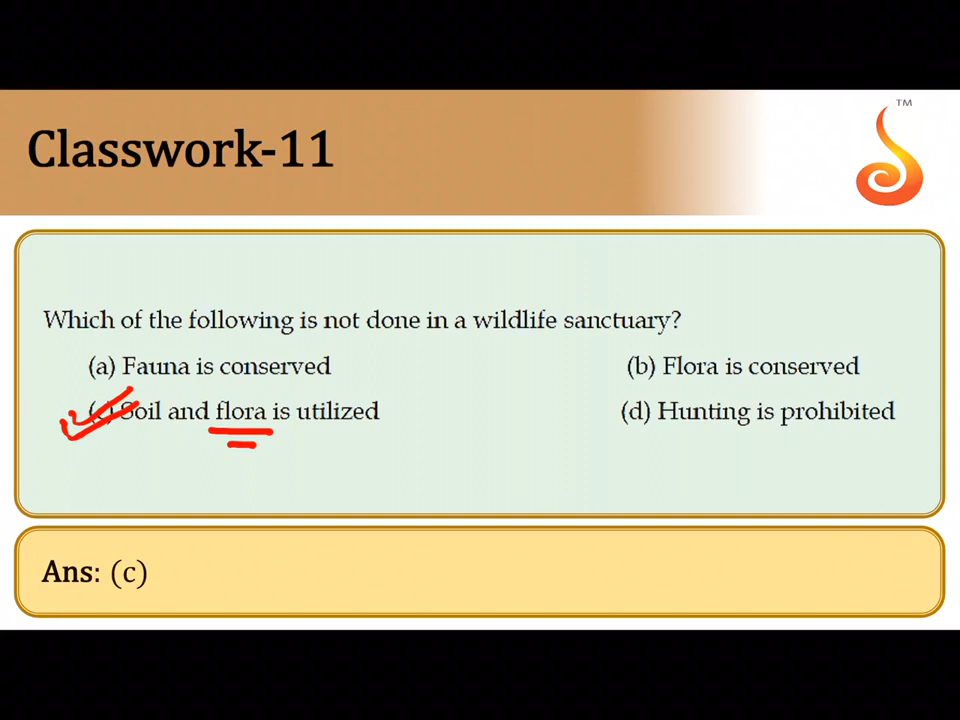 TM
Classwork-11
Which of the following is not done in a wildlife sanctuary?
(a) Fauna is conserved (b) Flora is conserved
(c) Soil and flora is utilized (d) Hunting is prohibited
Ans: (c)